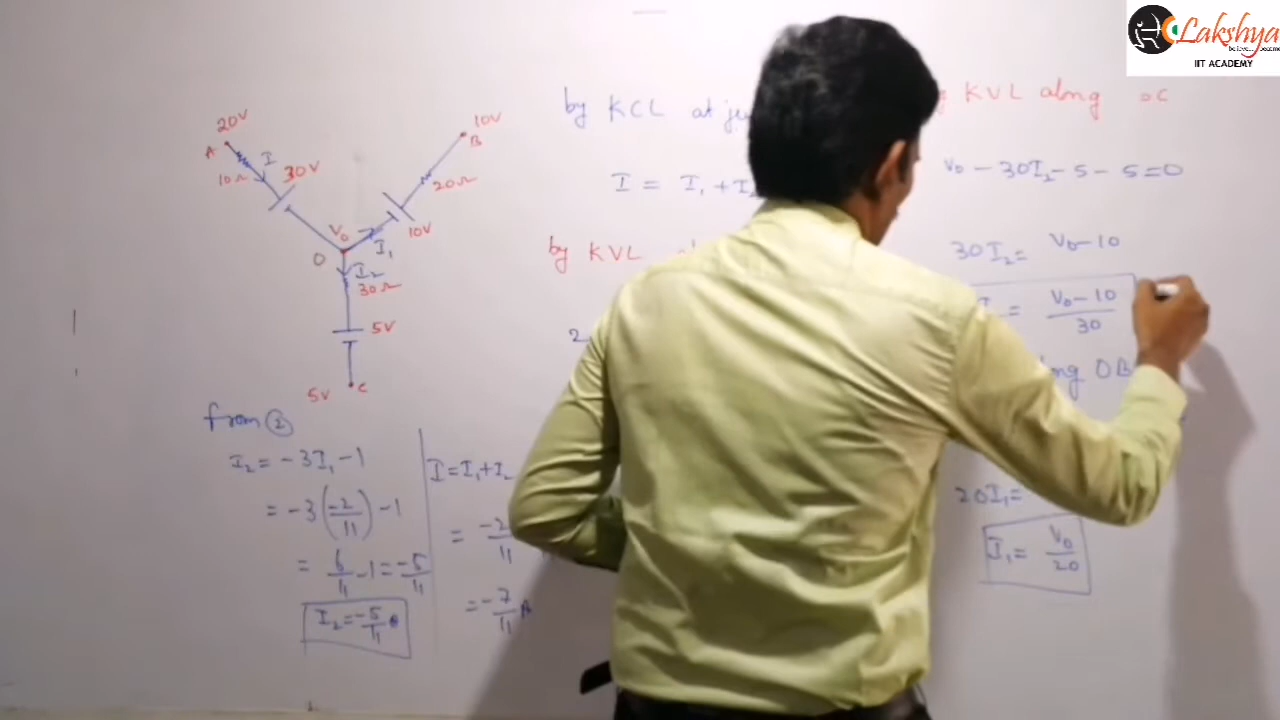 Lakshya
IIT ACADEMY
20V
A
I
10Ω
30V
10V
B
20Ω
10V
V₀
I₁
O
I₂
30Ω
5V
5V
C
from ②
I₂ = -3I₁ -1
= -3(-2/11) -1
= 6/11 -1 = -5/11
I₂ = -5/11 A
I = I₁ + I₂
= -2/11
= -7/11 A
by KCL at
I = I₁ + I₂
by KVL
2
KVL along OC
V₀ - 30I₂ - 5 - 5 = 0
30I₂ = V₀ - 10
= V₀ - 10/30
OB
20I₁ =
I₁ = V₀/20